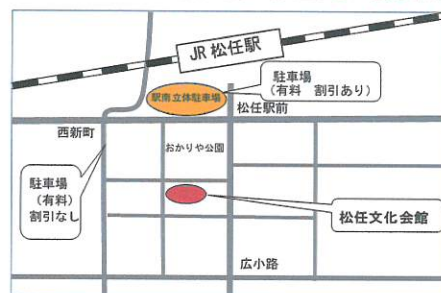 JR 松任駅
駐車場
(有料 割引あり)
駅南立体駐車場
松任駅前
西新町
おかりや公園
駐車場
(有料)
割引なし
松任文化会館
広小路